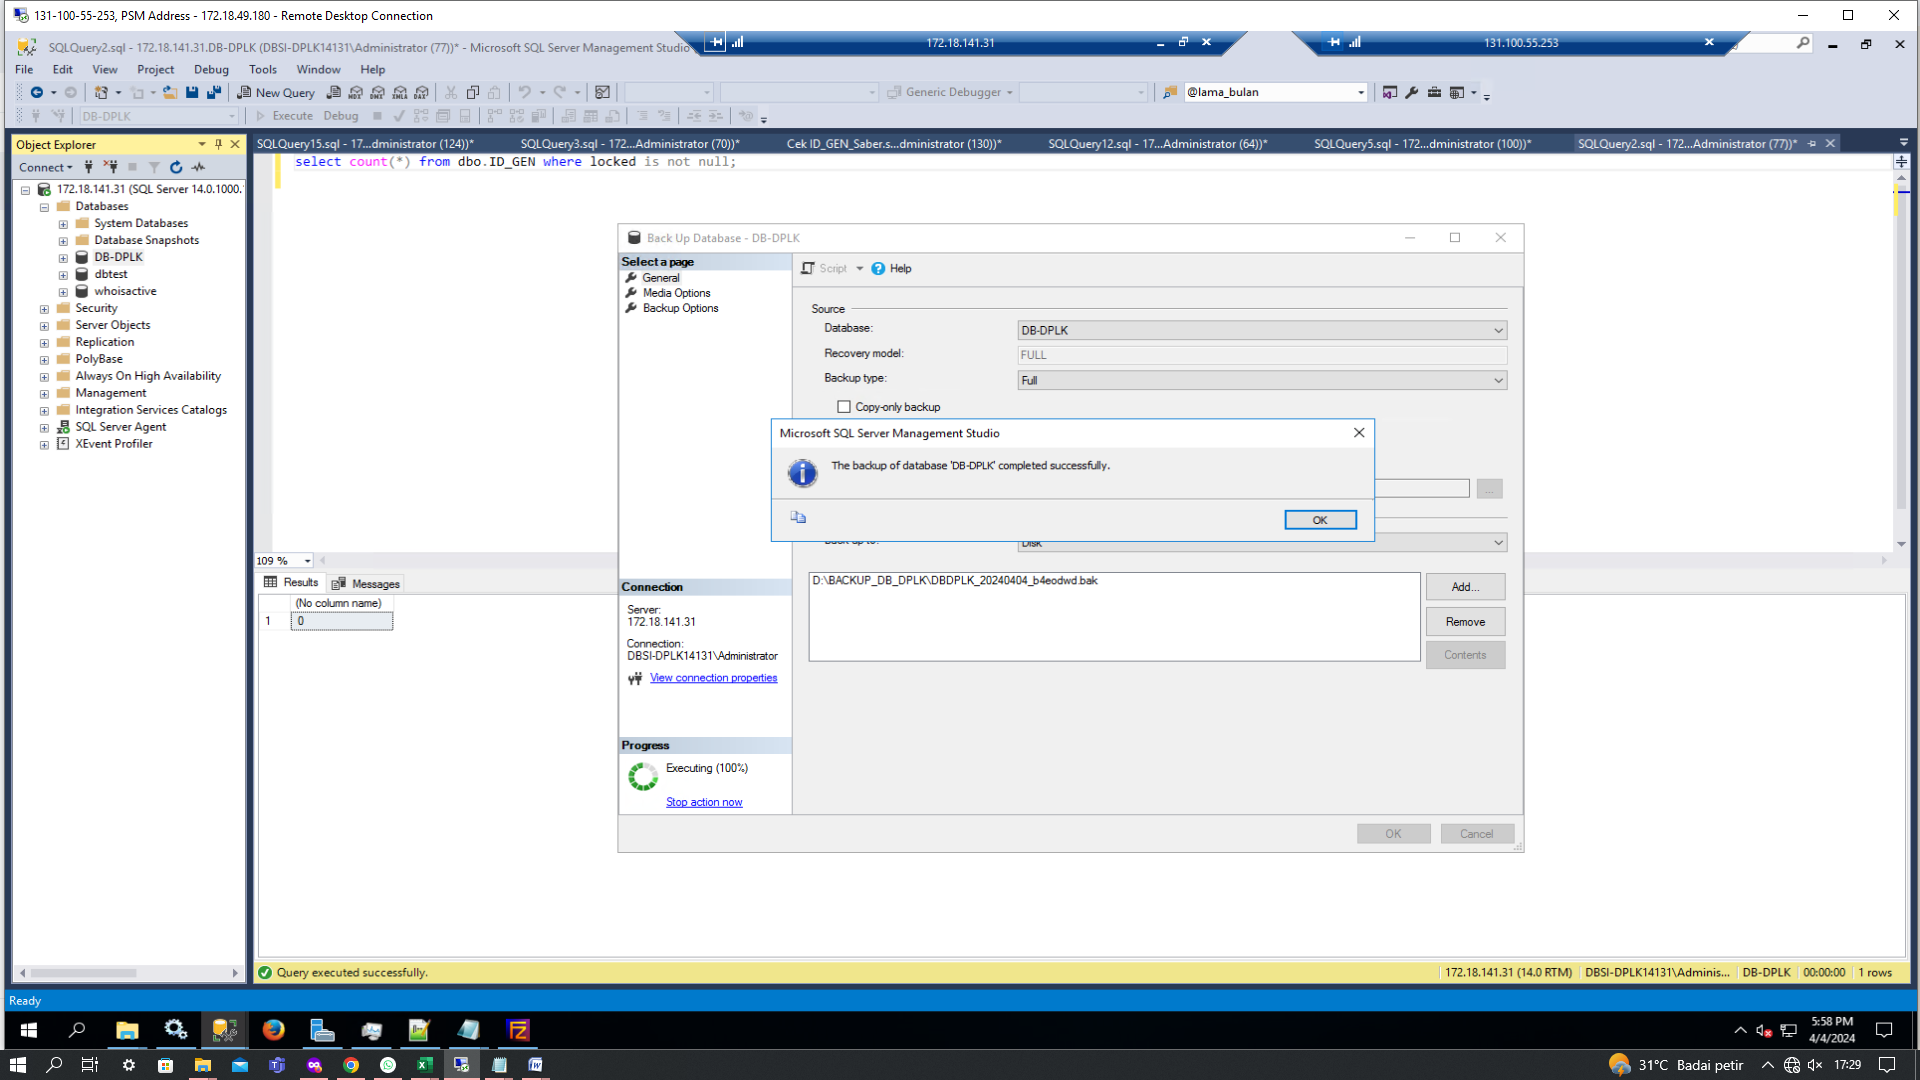 131-100-55-253, PSM Address - 172.18.49.180 - Remote Desktop Connection
SQLQuery2.sql - 172.18.141.31.DB-DPLK (DBSI-DPLK14131\Administrator (77))* - Microsoft SQL Server Management Studio
172.18.141.31
131.100.55.253
File Edit View Project Debug Tools Window Help
New Query
MDX DMX XMLA DAX
Generic Debugger
@lama_bulan
DB-DPLK
Execute Debug
Object Explorer
SQLQuery15.sql - 17...dministrator (124))*
SQLQuery3.sql - 172...Administrator (70))*
Cek ID_GEN_Saber.s...dministrator (130))*
SQLQuery12.sql - 17...Administrator (64))*
SQLQuery5.sql - 172...dministrator (100))*
SQLQuery2.sql - 172...Administrator (77))*
Connect
172.18.141.31 (SQL Server 14.0.1000.
Databases
System Databases
Database Snapshots
DB-DPLK
dbtest
whoisactive
Security
Server Objects
Replication
PolyBase
Always On High Availability
Management
Integration Services Catalogs
SQL Server Agent
XEvent Profiler
select count(*) from dbo.ID_GEN where locked is not null;
Back Up Database - DB-DPLK
Select a page
General
Media Options
Backup Options
Script Help
Source
Database: DB-DPLK
Recovery model: FULL
Backup type: Full
Copy-only backup
Microsoft SQL Server Management Studio
The backup of database 'DB-DPLK' completed successfully.
OK
...
Back up to: Disk
D:\BACKUP_DB_DPLK\DBDPLK_20240404_b4eodwd.bak
Add...
Remove
Contents
Connection
Server:
172.18.141.31
Connection:
DBSI-DPLK14131\Administrator
View connection properties
Progress
Executing (100%)
Stop action now
OK Cancel
109 %
Results Messages
(No column name)
1 0
Query executed successfully.
172.18.141.31 (14.0 RTM) DBSI-DPLK14131\Adminis... DB-DPLK 00:00:00 1 rows
Ready
5:58 PM
4/4/2024
31°C Badai petir
17:29